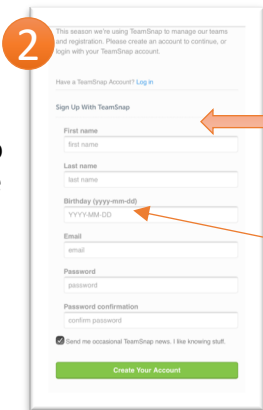 2
This season we're using TeamSnap to manage our teams
and registration. Please create an account to continue, or
login with your TeamSnap account.
Have a TeamSnap Account? Log in
Sign Up With TeamSnap
First name
first name
Last name
last name
Birthday (yyyy-mm-dd)
YYYY-MM-DD
Email
email
Password
password
Password confirmation
confirm password
Send me occasional TeamSnap news. I like knowing stuff.
Create Your Account